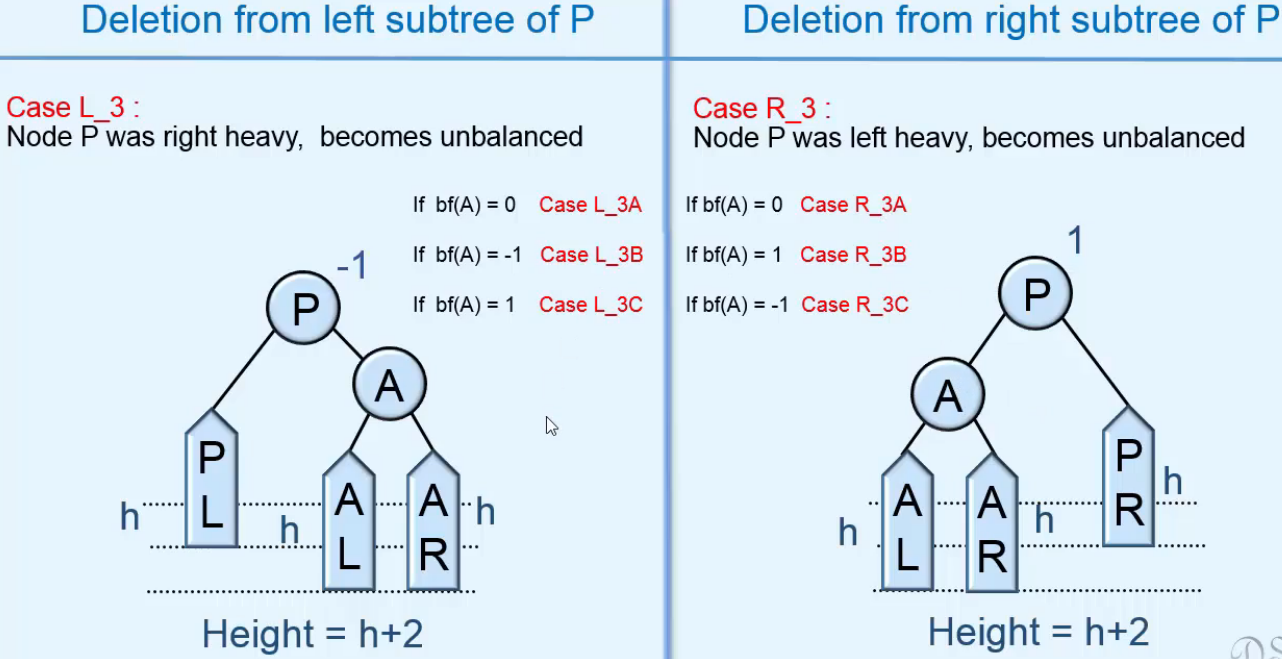 Deletion from left subtree of P
Case L_3 :
Node P was right heavy, becomes unbalanced
If bf(A) = 0 Case L_3A
If bf(A) = -1 Case L_3B
If bf(A) = 1 Case L_3C
-1
P
A
P
L
A
L
A
R
h
h
h
Height = h+2
Deletion from right subtree of P
Case R_3 :
Node P was left heavy, becomes unbalanced
If bf(A) = 0 Case R_3A
If bf(A) = 1 Case R_3B
If bf(A) = -1 Case R_3C
1
P
A
A
L
A
R
P
R
h
h
h
Height = h+2